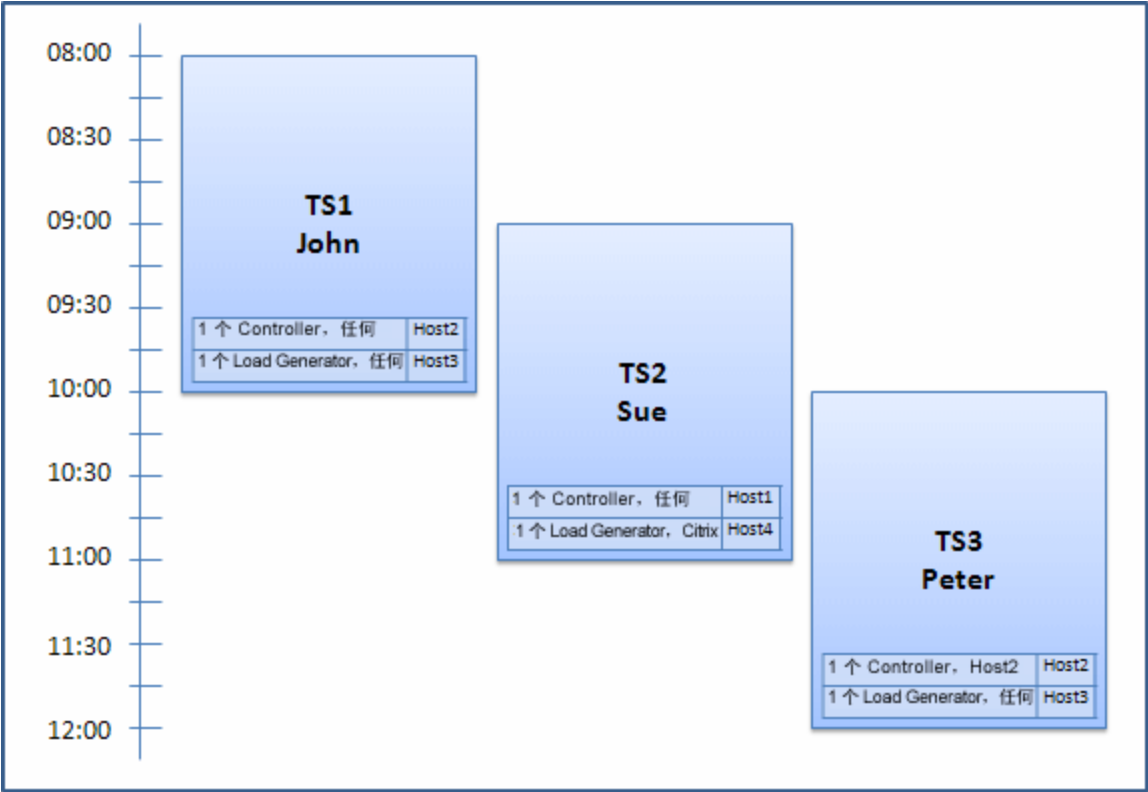 08:00
08:30
09:00
09:30
10:00
10:30
11:00
11:30
12:00
TS1
John
1 个 Controller，任何 Host2
1 个 Load Generator，任何 Host3
TS2
Sue
1 个 Controller，任何 Host1
1 个 Load Generator，Citrix Host4
TS3
Peter
1 个 Controller，Host2 Host2
1 个 Load Generator，任何 Host3